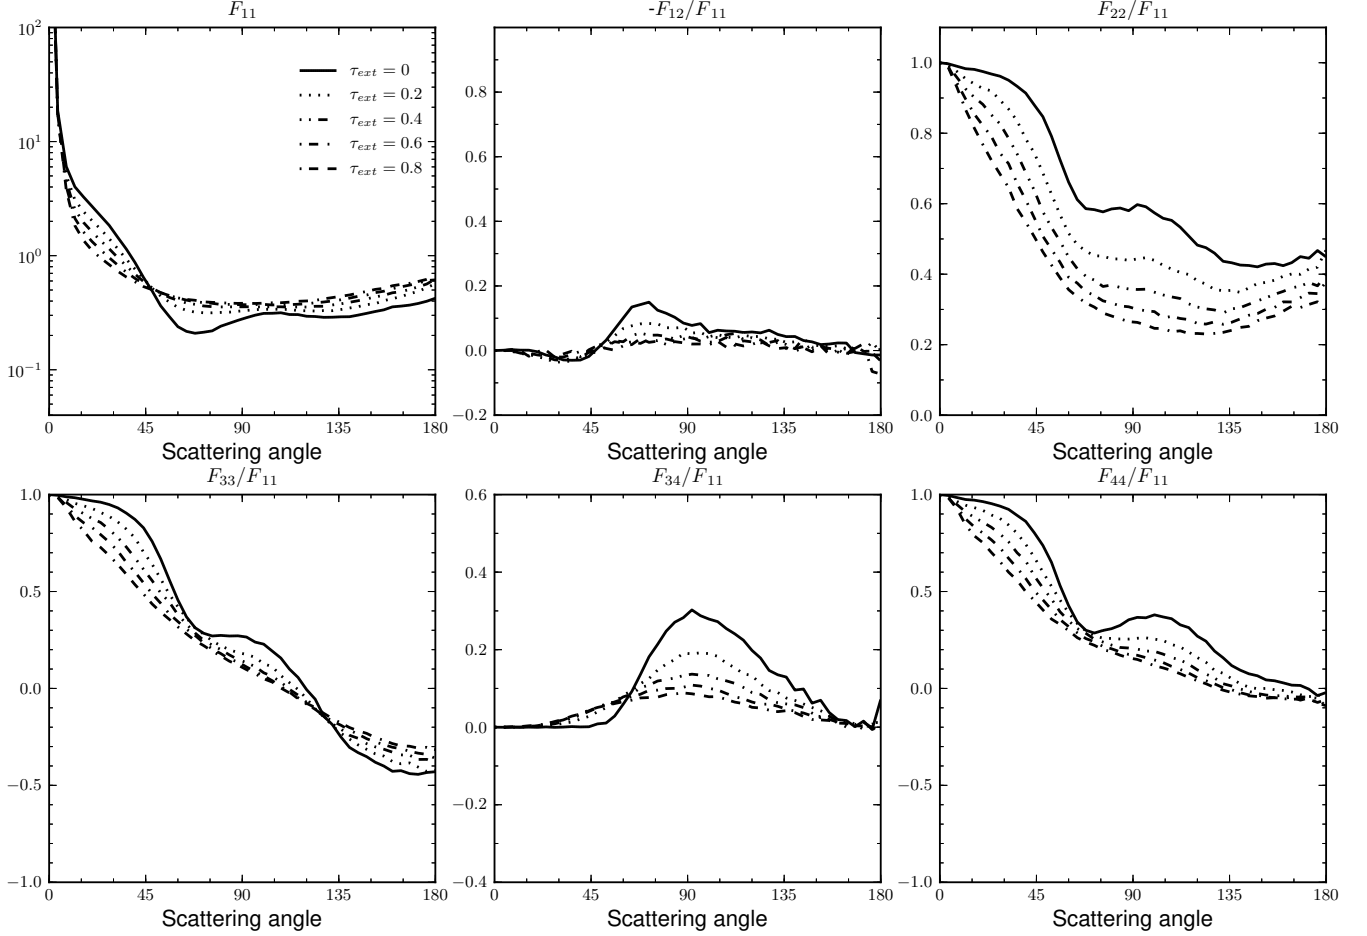 F₁₁
10²
10¹
10⁰
10⁻¹
τₑₓₜ = 0
τₑₓₜ = 0.2
τₑₓₜ = 0.4
τₑₓₜ = 0.6
τₑₓₜ = 0.8
0 45 90 135 180
Scattering angle
-F₁₂/F₁₁
0.8
0.6
0.4
0.2
0.0
−0.2
0 45 90 135 180
Scattering angle
F₂₂/F₁₁
1.0
0.8
0.6
0.4
0.2
0.0
0 45 90 135 180
Scattering angle
F₃₃/F₁₁
1.0
0.5
0.0
−0.5
−1.0
0 45 90 135 180
Scattering angle
F₃₄/F₁₁
0.6
0.4
0.2
0.0
−0.2
−0.4
0 45 90 135 180
Scattering angle
F₄₄/F₁₁
1.0
0.5
0.0
−0.5
−1.0
0 45 90 135 180
Scattering angle